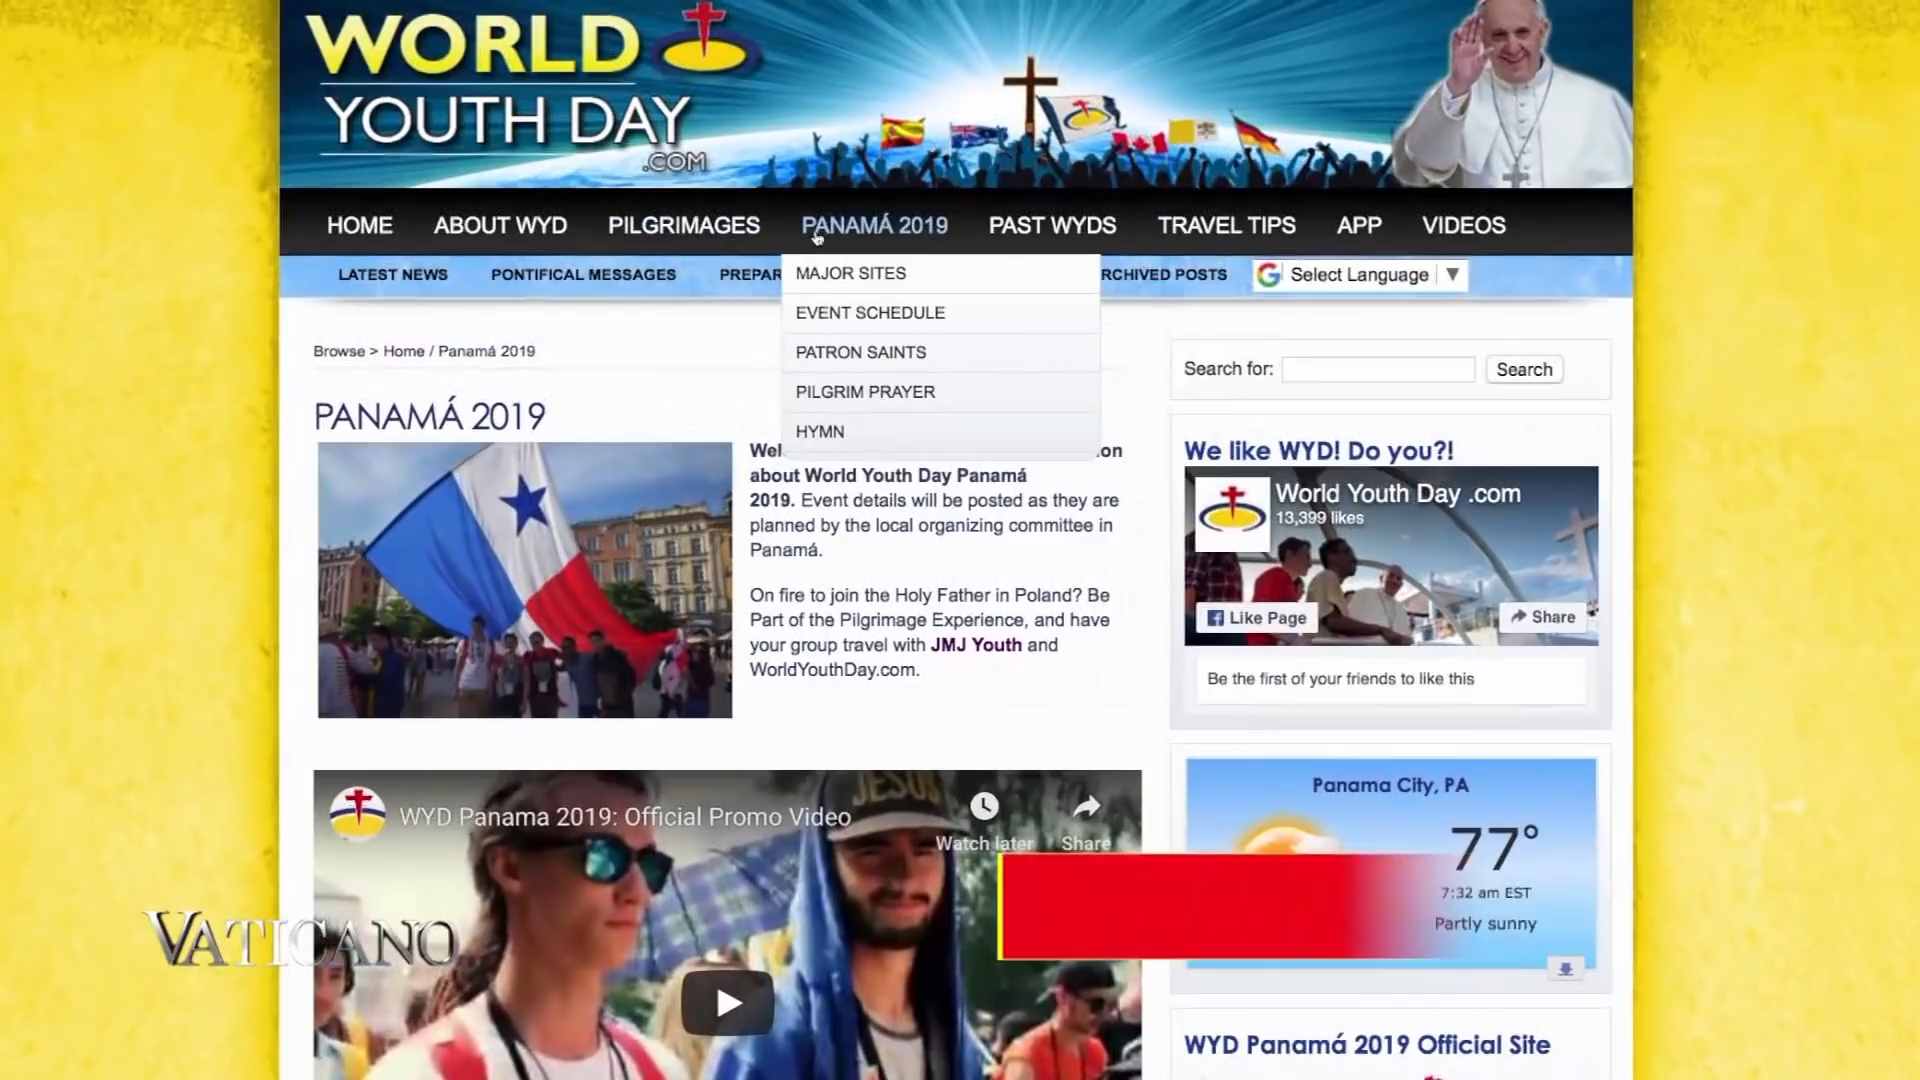 WORLD
YOUTH DAY
.COM
HOME
ABOUT WYD
PILGRIMAGES
PANAMÁ 2019
PAST WYDS
TRAVEL TIPS
APP
VIDEOS
LATEST NEWS
PONTIFICAL MESSAGES
PREPAR
RCHIVED POSTS
Select Language ▼
MAJOR SITES
EVENT SCHEDULE
PATRON SAINTS
PILGRIM PRAYER
HYMN
Browse > Home / Panamá 2019
PANAMÁ 2019
Wel on
about World Youth Day Panamá
2019. Event details will be posted as they are
planned by the local organizing committee in
Panamá.
On fire to join the Holy Father in Poland? Be
Part of the Pilgrimage Experience, and have
your group travel with JMJ Youth and
WorldYouthDay.com.
WYD Panama 2019: Official Promo Video
Watch later
Share
JESUS
VATICANO
Search for:
Search
We like WYD! Do you?!
World Youth Day .com
13,399 likes
Like Page
Share
Be the first of your friends to like this
Panama City, PA
77°
7:32 am EST
Partly sunny
WYD Panamá 2019 Official Site